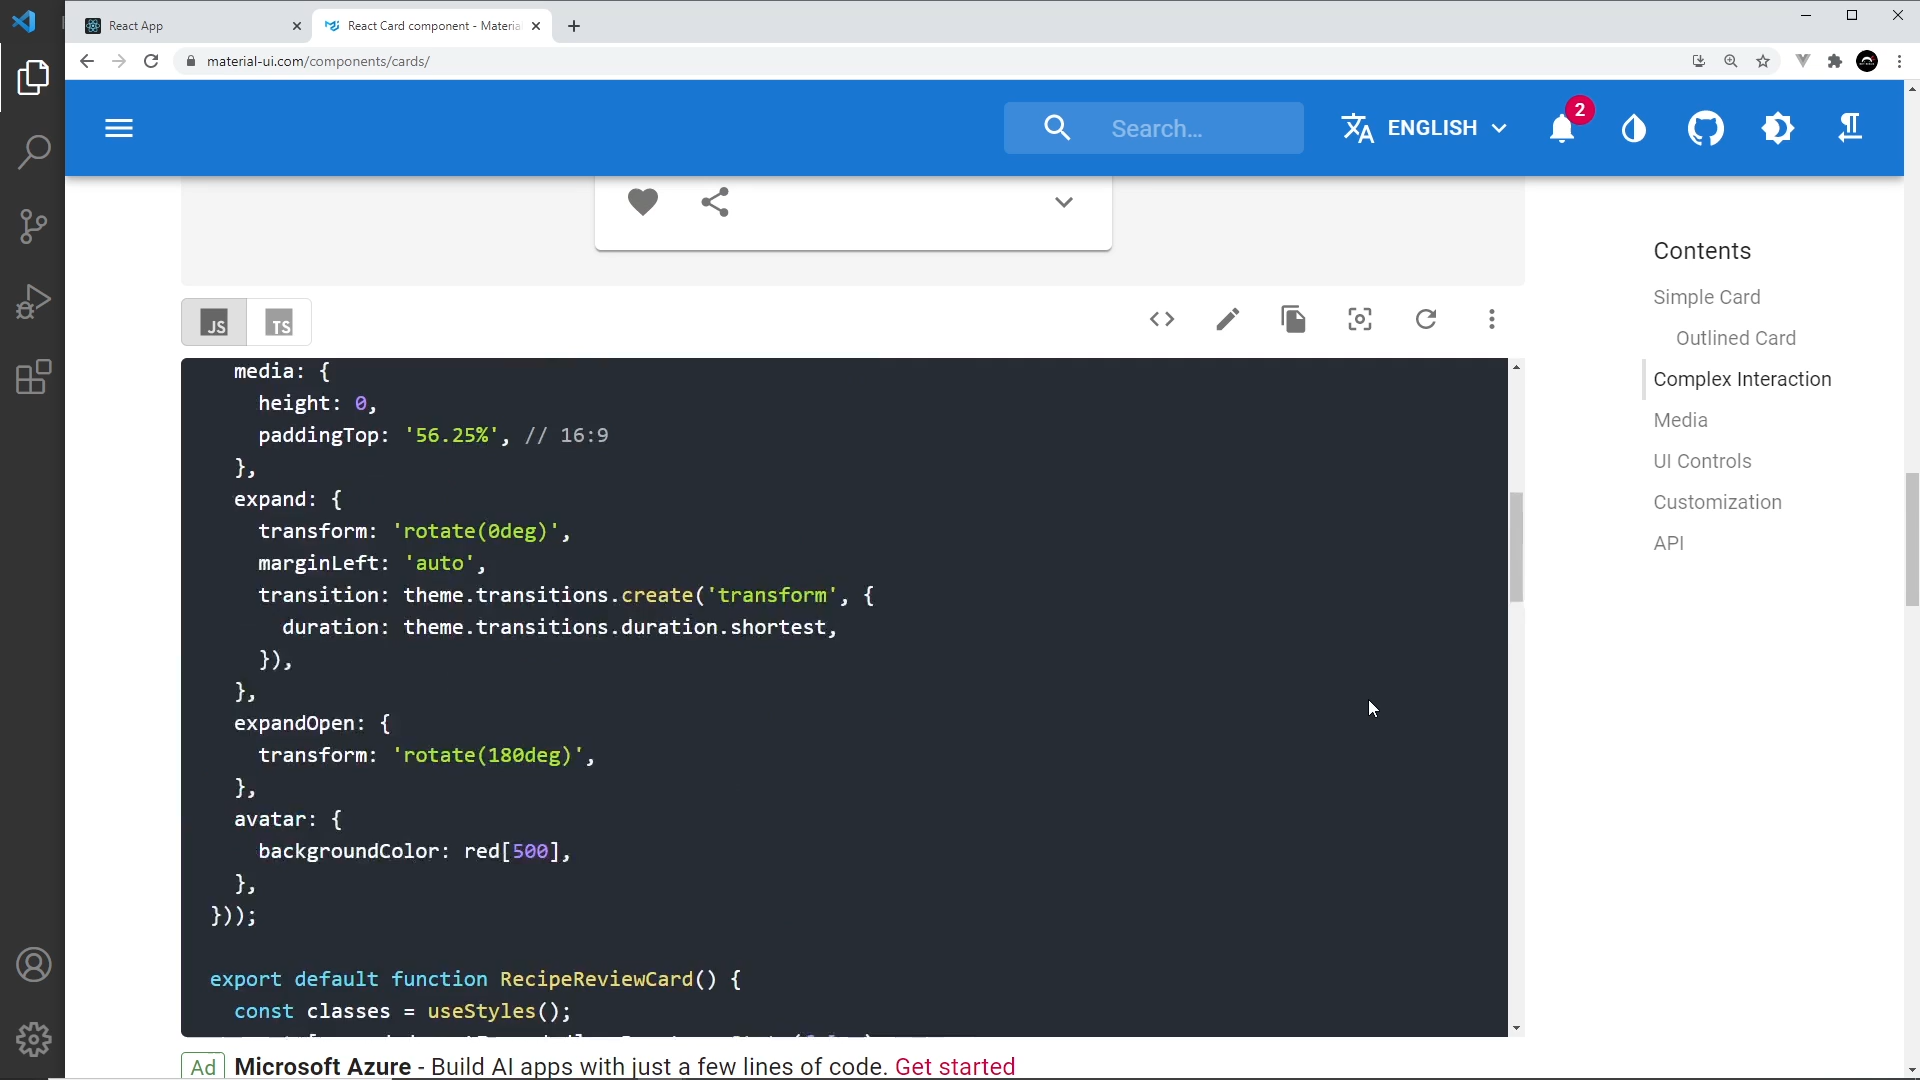 React App
React Card component - Materia
material-ui.com/components/cards/
Search…
ENGLISH
2
JS
TS
media: {
height: 0,
paddingTop: '56.25%', // 16:9
},
expand: {
transform: 'rotate(0deg)',
marginLeft: 'auto',
transition: theme.transitions.create('transform', {
duration: theme.transitions.duration.shortest,
}),
},
expandOpen: {
transform: 'rotate(180deg)',
},
avatar: {
backgroundColor: red[500],
},
}));
export default function RecipeReviewCard() {
const classes = useStyles();
Contents
Simple Card
Outlined Card
Complex Interaction
Media
UI Controls
Customization
API
Ad Microsoft Azure - Build AI apps with just a few lines of code. Get started